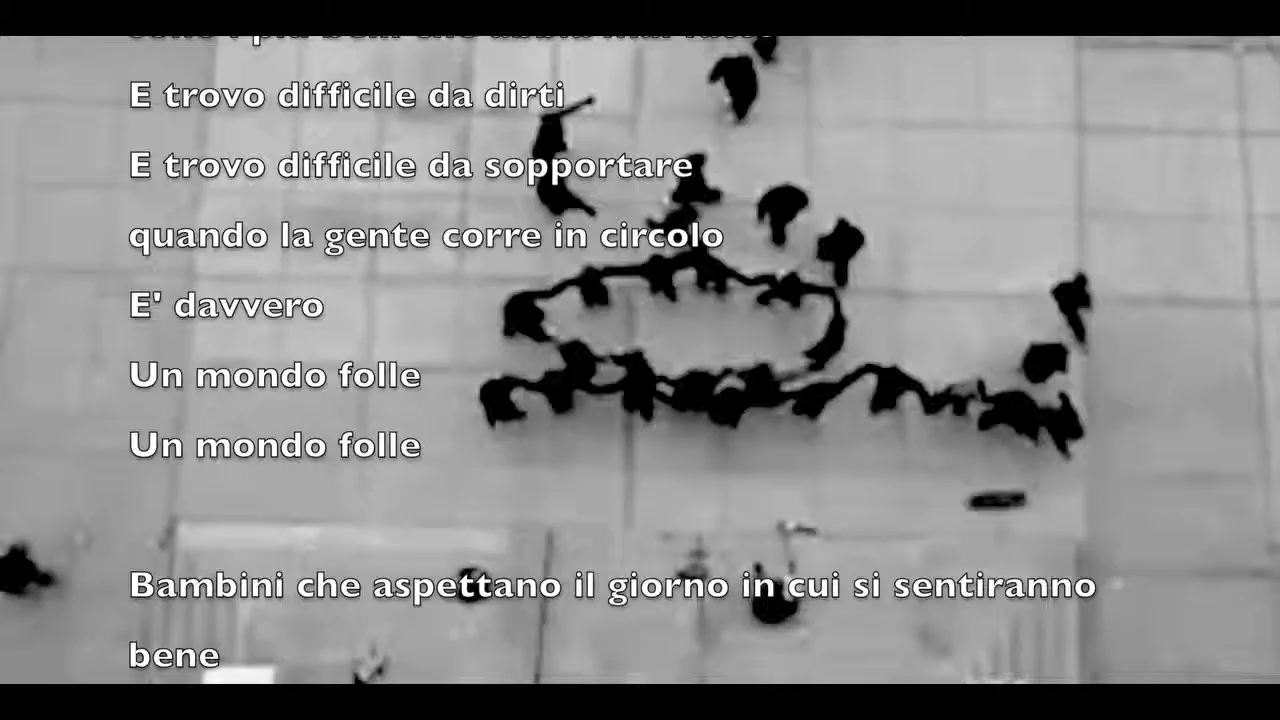 E trovo difficile da dirti
E trovo difficile da sopportare
quando la gente corre in circolo
E' davvero
Un mondo folle
Un mondo folle
Bambini che aspettano il giorno in cui si sentiranno
bene